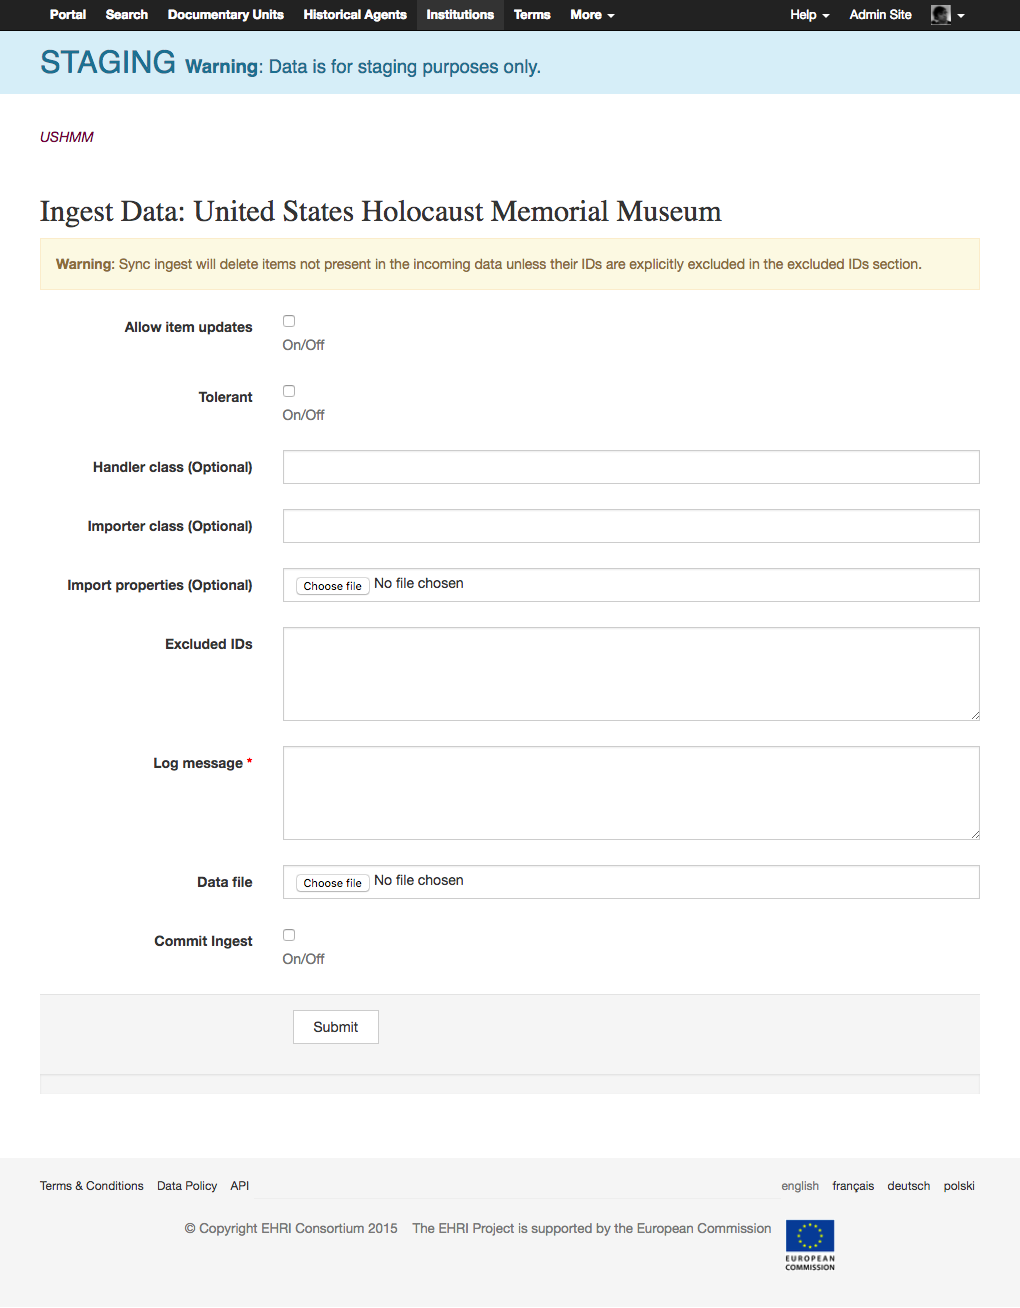 Portal Search Documentary Units Historical Agents Institutions Terms More Help Admin Site
STAGING Warning: Data is for staging purposes only.
USHMM
Ingest Data: United States Holocaust Memorial Museum
Warning: Sync ingest will delete items not present in the incoming data unless their IDs are explicitly excluded in the excluded IDs section.
Allow item updates
On/Off
Tolerant
On/Off
Handler class (Optional)
Importer class (Optional)
Import properties (Optional) Choose file No file chosen
Excluded IDs
Log message *
Data file Choose file No file chosen
Commit Ingest
On/Off
Submit
Terms & Conditions Data Policy API english français deutsch polski
© Copyright EHRI Consortium 2015 The EHRI Project is supported by the European Commission
EUROPEAN
COMMISSION